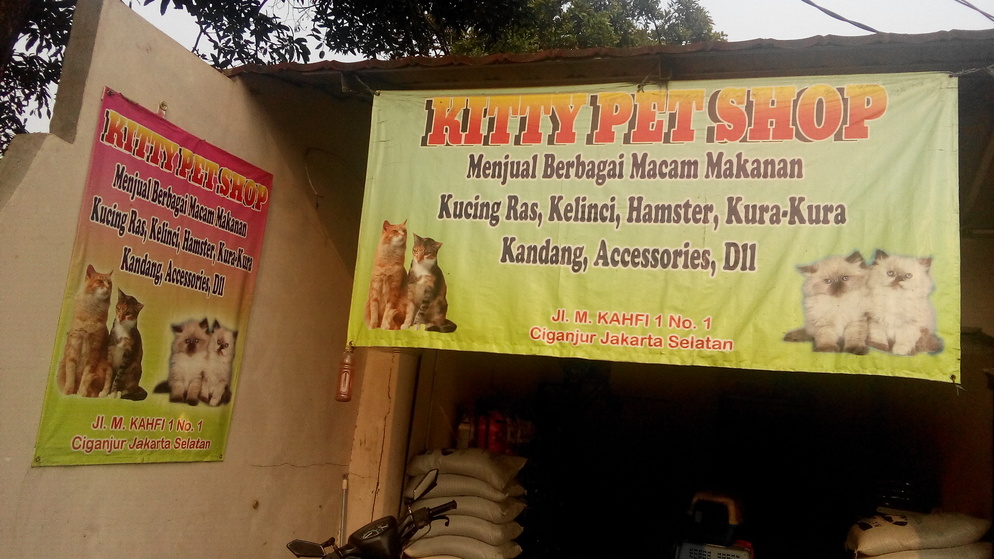 KITTY PET SHOP
Menjual Berbagai Macam Makanan
Kucing Ras, Kelinci, Hamster, Kura-Kura
Kandang, Accessories, Dll
Jl. M. KAHFI 1 No. 1
Ciganjur Jakarta Selatan
KITTY PET SHOP
Menjual Berbagai Macam Makanan
Kucing Ras, Kelinci, Hamster, Kura-Kura
Kandang, Accessories, Dll
Jl. M. KAHFI 1 No. 1
Ciganjur Jakarta Selatan